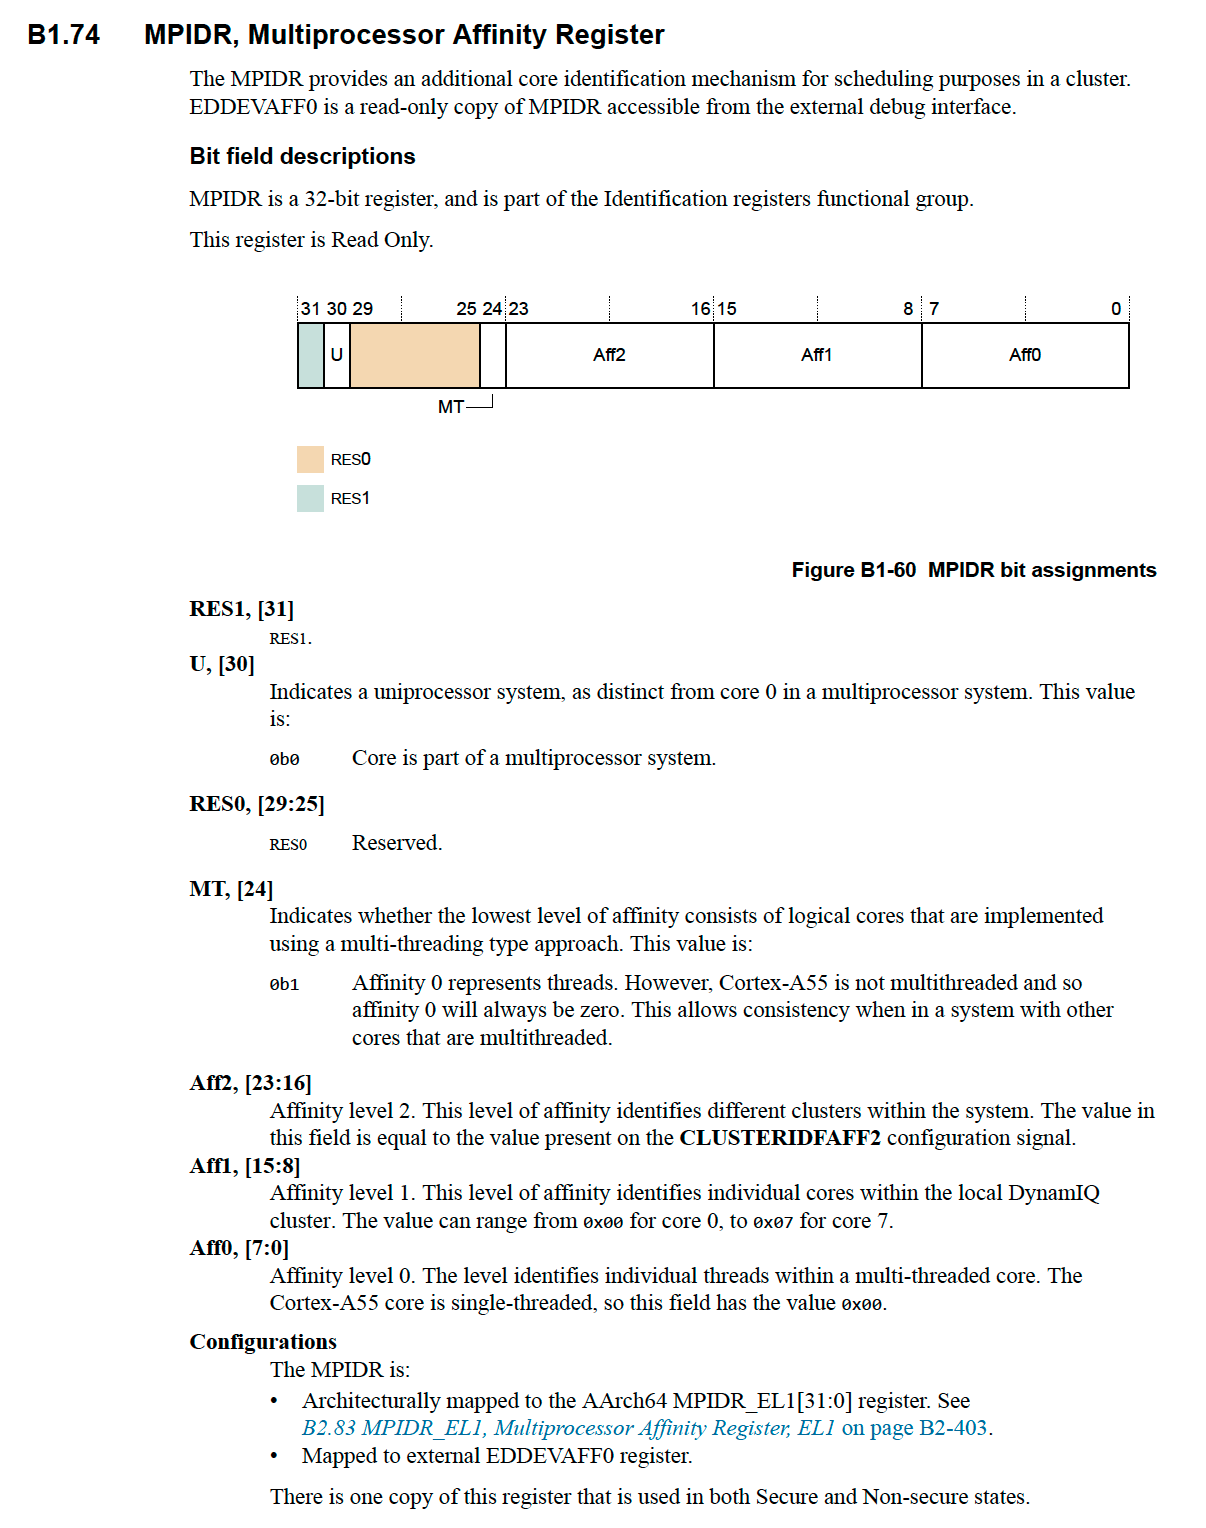 B1.74 MPIDR, Multiprocessor Affinity Register
The MPIDR provides an additional core identification mechanism for scheduling purposes in a cluster.
EDDEVAFF0 is a read-only copy of MPIDR accessible from the external debug interface.
Bit field descriptions
MPIDR is a 32-bit register, and is part of the Identification registers functional group.
This register is Read Only.
31 30 29 25 24 23 16 15 8 7 0
U Aff2 Aff1 Aff0
MT
RES0
RES1
Figure B1-60 MPIDR bit assignments
RES1, [31]
RES1.
U, [30]
Indicates a uniprocessor system, as distinct from core 0 in a multiprocessor system. This value
is:
0b0 Core is part of a multiprocessor system.
RES0, [29:25]
RES0 Reserved.
MT, [24]
Indicates whether the lowest level of affinity consists of logical cores that are implemented
using a multi-threading type approach. This value is:
0b1 Affinity 0 represents threads. However, Cortex-A55 is not multithreaded and so
affinity 0 will always be zero. This allows consistency when in a system with other
cores that are multithreaded.
Aff2, [23:16]
Affinity level 2. This level of affinity identifies different clusters within the system. The value in
this field is equal to the value present on the CLUSTERIDFAFF2 configuration signal.
Aff1, [15:8]
Affinity level 1. This level of affinity identifies individual cores within the local DynamIQ
cluster. The value can range from 0x00 for core 0, to 0x07 for core 7.
Aff0, [7:0]
Affinity level 0. The level identifies individual threads within a multi-threaded core. The
Cortex-A55 core is single-threaded, so this field has the value 0x00.
Configurations
The MPIDR is:
• Architecturally mapped to the AArch64 MPIDR_EL1[31:0] register. See
B2.83 MPIDR_EL1, Multiprocessor Affinity Register, EL1 on page B2-403.
• Mapped to external EDDEVAFF0 register.
There is one copy of this register that is used in both Secure and Non-secure states.